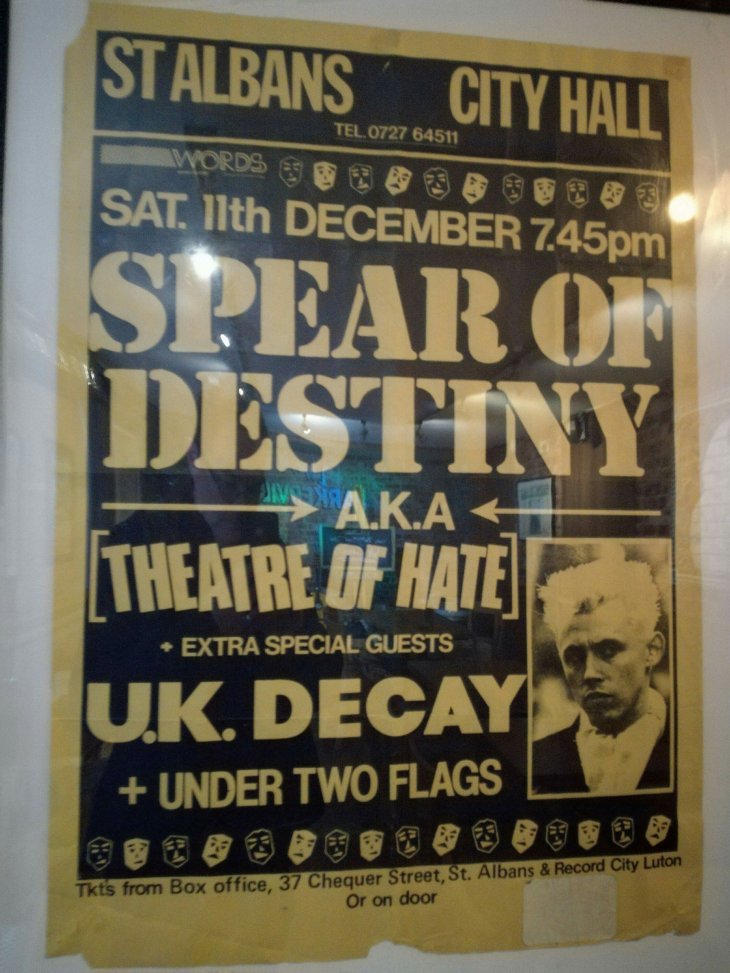 ST ALBANS CITY HALL
TEL. 0727 64511
WORDS
SAT. 11th DECEMBER 7.45pm
SPEAR OF
DESTINY
A.K.A
[THEATRE OF HATE]
+ EXTRA SPECIAL GUESTS
U.K. DECAY
+ UNDER TWO FLAGS
Tkts from Box office, 37 Chequer Street, St. Albans & Record City Luton
Or on door